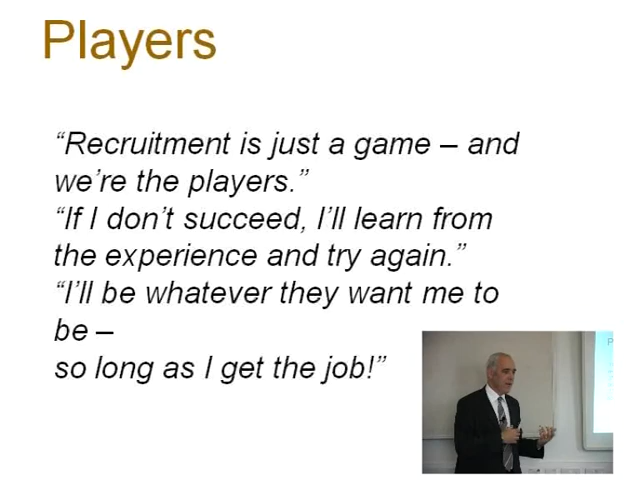 Players
“Recruitment is just a game – and
we’re the players.”
“If I don’t succeed, I’ll learn from
the experience and try again.”
“I’ll be whatever they want me to
be –
so long as I get the job!”
P